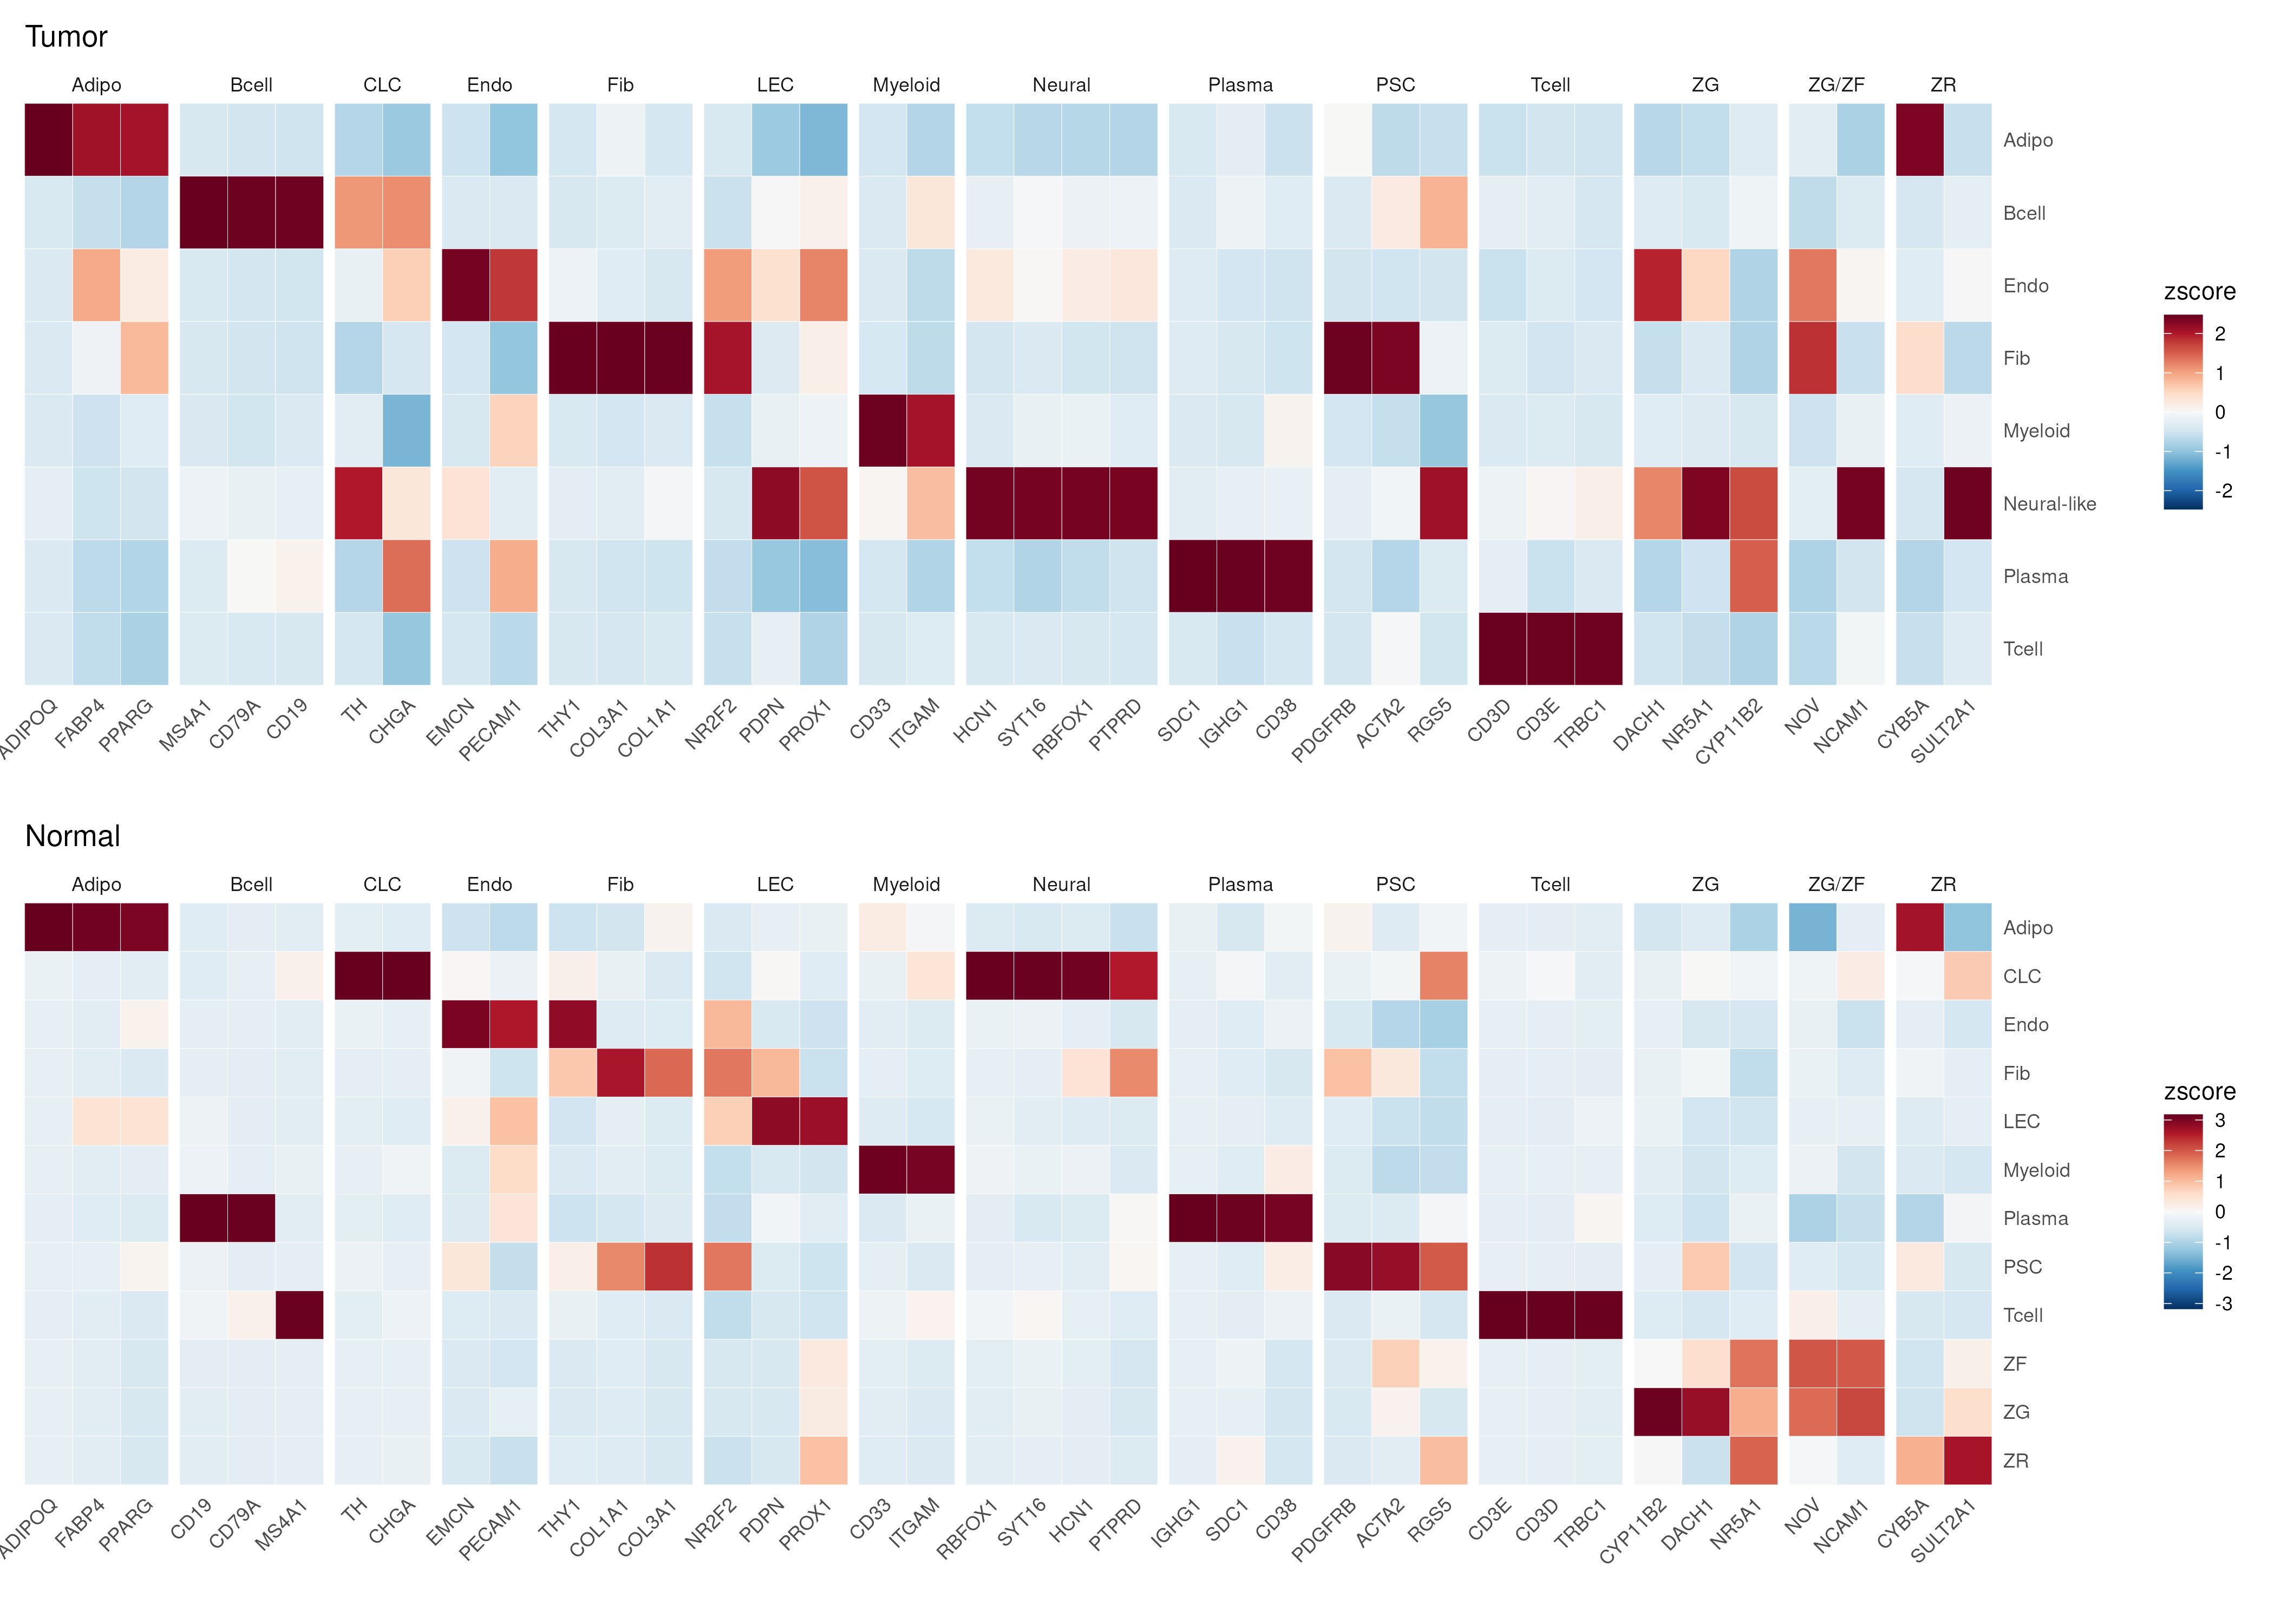 Tumor
Adipo Bcell CLC Endo Fib LEC Myeloid Neural Plasma PSC Tcell ZG ZG/ZF ZR
Adipo
Bcell
Endo
Fib
Myeloid
Neural-like
Plasma
Tcell
zscore
2
1
0
-1
-2
ADIPOQ FABP4 PPARG MS4A1 CD79A CD19 TH CHGA EMCN PECAM1 THY1 COL3A1 COL1A1 NR2F2 PDPN PROX1 CD33 ITGAM HCN1 SYT16 RBFOX1 PTPRD SDC1 IGHG1 CD38 PDGFRB ACTA2 RGS5 CD3D CD3E TRBC1 DACH1 NR5A1 CYP11B2 NOV NCAM1 CYB5A SULT2A1
Normal
Adipo Bcell CLC Endo Fib LEC Myeloid Neural Plasma PSC Tcell ZG ZG/ZF ZR
Adipo
CLC
Endo
Fib
LEC
Myeloid
Plasma
PSC
Tcell
ZF
ZG
ZR
zscore
3
2
1
0
-1
-2
-3
ADIPOQ FABP4 PPARG CD19 CD79A MS4A1 TH CHGA EMCN PECAM1 THY1 COL1A1 COL3A1 NR2F2 PDPN PROX1 CD33 ITGAM RBFOX1 SYT16 HCN1 PTPRD IGHG1 SDC1 CD38 PDGFRB ACTA2 RGS5 CD3E CD3D TRBC1 CYP11B2 DACH1 NR5A1 NOV NCAM1 CYB5A SULT2A1